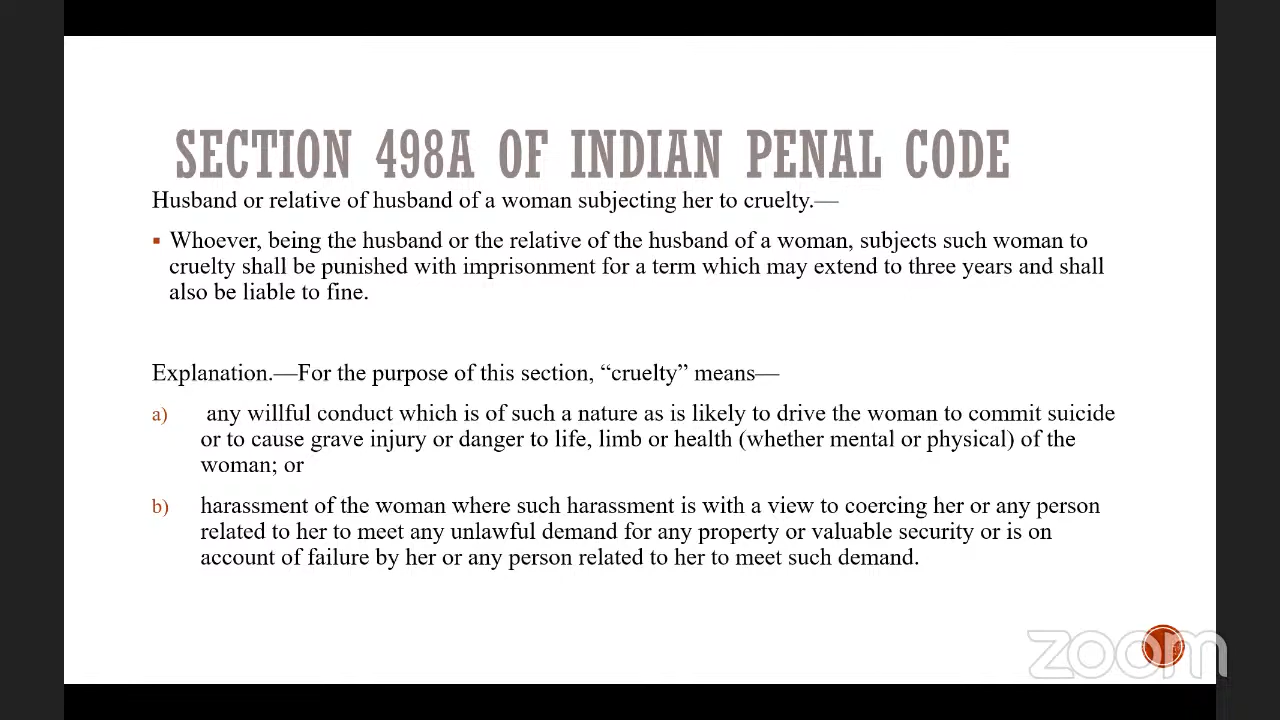 SECTION 498A OF INDIAN PENAL CODE
Husband or relative of husband of a woman subjecting her to cruelty.—
▪ Whoever, being the husband or the relative of the husband of a woman, subjects such woman to
cruelty shall be punished with imprisonment for a term which may extend to three years and shall
also be liable to fine.
Explanation.—For the purpose of this section, “cruelty” means—
a) any willful conduct which is of such a nature as is likely to drive the woman to commit suicide
or to cause grave injury or danger to life, limb or health (whether mental or physical) of the
woman; or
b) harassment of the woman where such harassment is with a view to coercing her or any person
related to her to meet any unlawful demand for any property or valuable security or is on
account of failure by her or any person related to her to meet such demand.
zoom